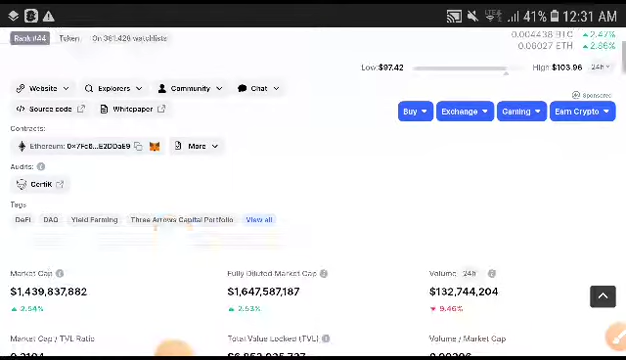 41% 12:31 AM
Rank #44 Token On 361,428 watchlists
0.004438 BTC 2.47%
0.06027 ETH 2.86%
Low: $97.42 High: $103.96 24h
Website Explorers Community Chat
Sponsored
Source code Whitepaper
Buy Exchange Gaming Earn Crypto
Contracts:
Ethereum: 0x7Fc6...E2DDaE9 More
Audits:
CertiK
Tags
DeFi DAO Yield Farming Three Arrows Capital Portfolio View all
Market Cap Fully Diluted Market Cap Volume 24h
$1,439,837,882 $1,647,587,187 $132,744,204
2.54% 2.53% 9.46%
Market Cap / TVL Ratio Total Value Locked (TVL) Volume / Market Cap